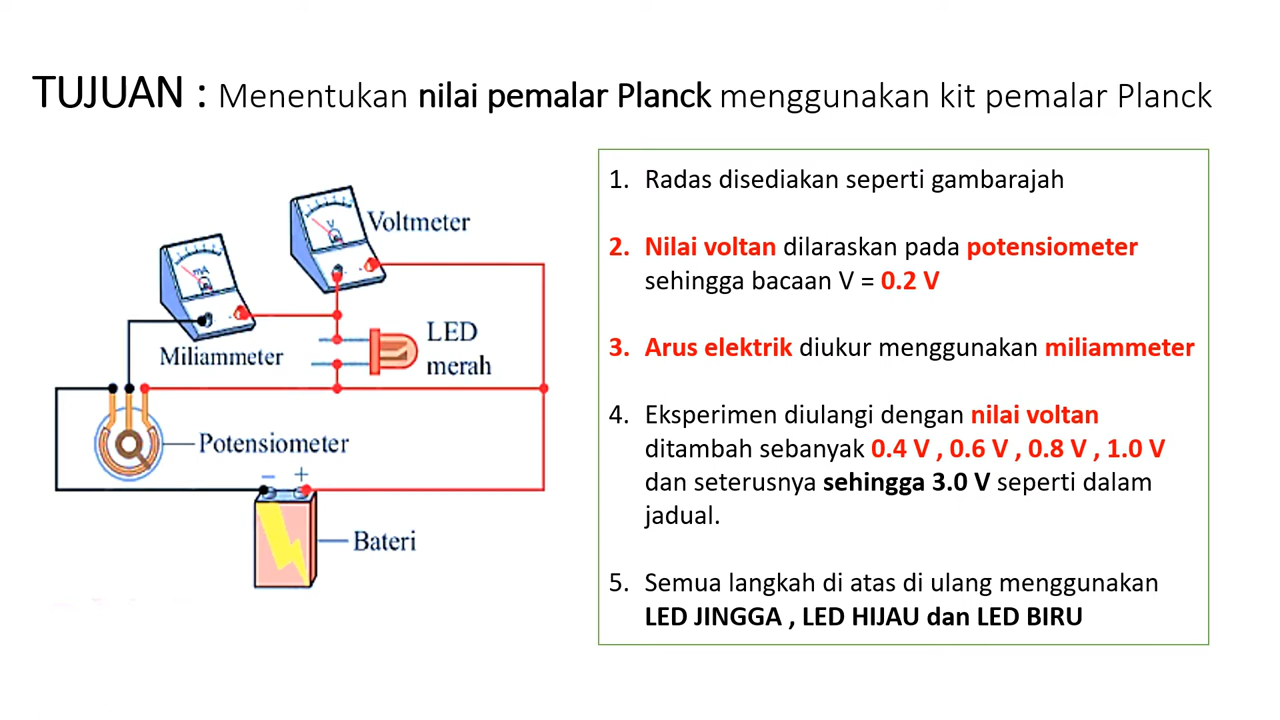 TUJUAN : Menentukan nilai pemalar Planck menggunakan kit pemalar Planck
Voltmeter
V
mA
Miliammeter
LED
merah
Potensiometer
− +
Bateri
1. Radas disediakan seperti gambarajah
2. Nilai voltan dilaraskan pada potensiometer
sehingga bacaan V = 0.2 V
3. Arus elektrik diukur menggunakan miliammeter
4. Eksperimen diulangi dengan nilai voltan
ditambah sebanyak 0.4 V , 0.6 V , 0.8 V , 1.0 V
dan seterusnya sehingga 3.0 V seperti dalam
jadual.
5. Semua langkah di atas di ulang menggunakan
LED JINGGA , LED HIJAU dan LED BIRU